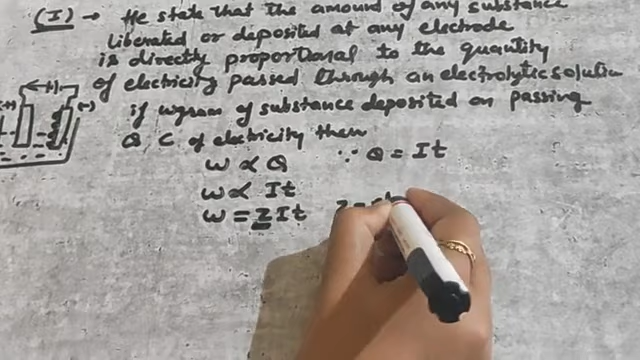 (I) → He state that the amount of any substance
liberated or deposited at any electrode
is directly proportional to the quantity
of electricity passed through an electrolytic solution
if w gram of substance deposited on passing
Q C of electricity then
w ∝ Q ∵ Q = It
w ∝ It
w = ZIt Z =
(+) (-)